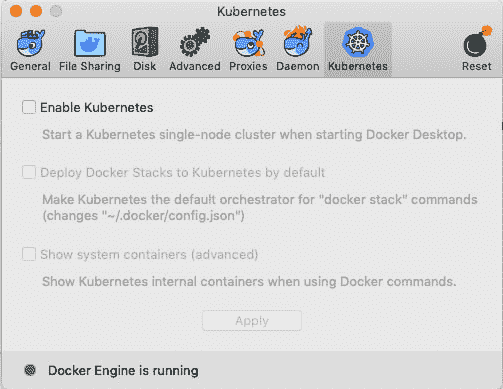 Kubernetes
General File Sharing Disk Advanced Proxies Daemon Kubernetes Reset
Enable Kubernetes
Start a Kubernetes single-node cluster when starting Docker Desktop.
Deploy Docker Stacks to Kubernetes by default
Make Kubernetes the default orchestrator for "docker stack" commands
(changes "~/.docker/config.json")
Show system containers (advanced)
Show Kubernetes internal containers when using Docker commands.
Apply
Docker Engine is running